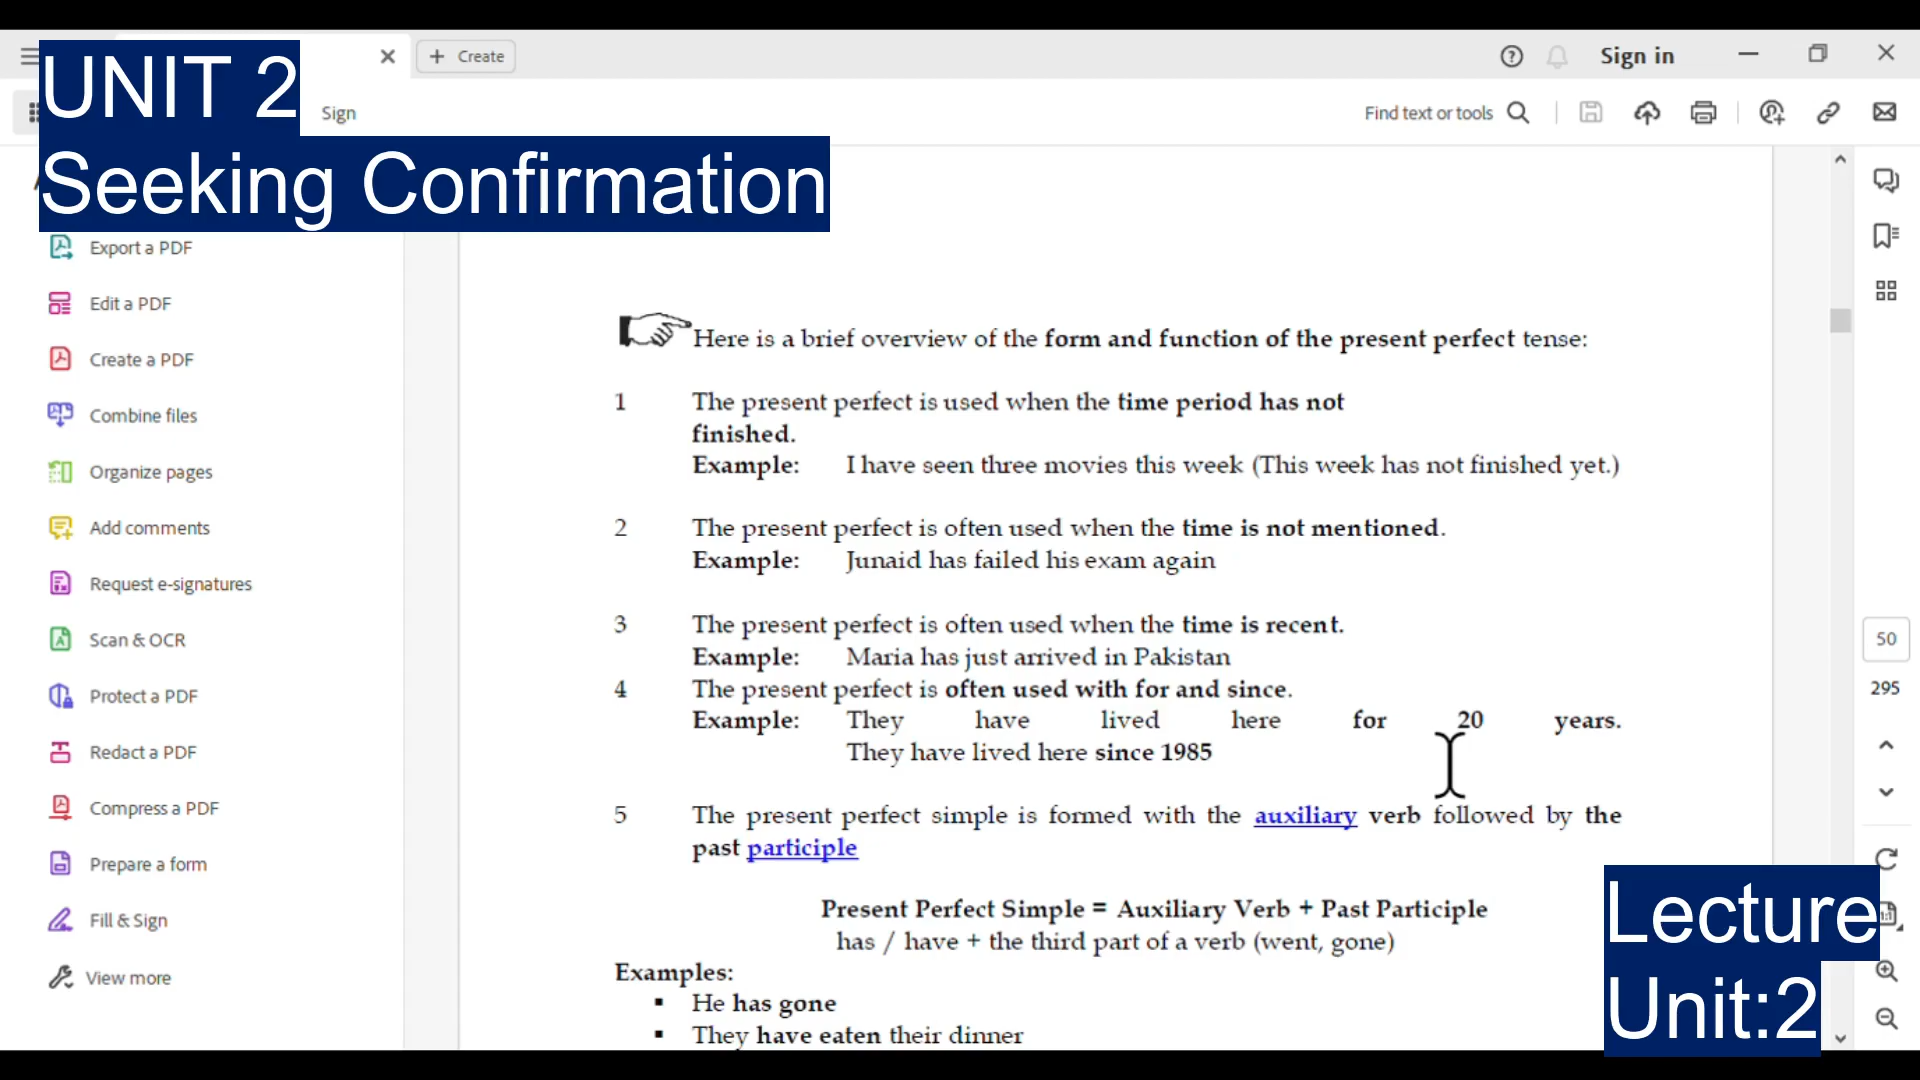 UNIT 2
Seeking Confirmation
Create
Sign in
Sign
Find text or tools
Export a PDF
Edit a PDF
Create a PDF
Combine files
Organize pages
Add comments
Request e-signatures
Scan & OCR
Protect a PDF
Redact a PDF
Compress a PDF
Prepare a form
Fill & Sign
View more
Here is a brief overview of the form and function of the present perfect tense:
1 The present perfect is used when the time period has not
finished.
Example: I have seen three movies this week (This week has not finished yet.)
2 The present perfect is often used when the time is not mentioned.
Example: Junaid has failed his exam again
3 The present perfect is often used when the time is recent.
Example: Maria has just arrived in Pakistan
4 The present perfect is often used with for and since.
Example: They have lived here for 20 years.
They have lived here since 1985
5 The present perfect simple is formed with the auxiliary verb followed by the
past participle
Present Perfect Simple = Auxiliary Verb + Past Participle
has / have + the third part of a verb (went, gone)
Examples:
▪ He has gone
▪ They have eaten their dinner
50
295
Lecture
Unit:2